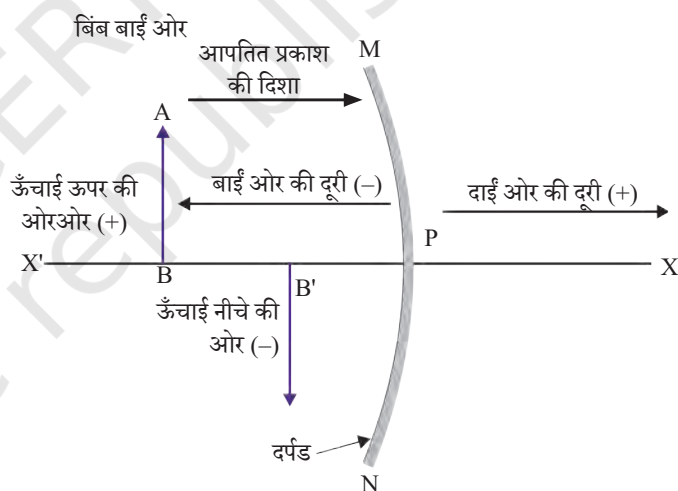 बिंब बाईं ओर
M
आपतित प्रकाश
की दिशा
A
ऊँचाई ऊपर की
ओरओर (+)
बाईं ओर की दूरी (–)
दाईं ओर की दूरी (+)
P
X'
B
B'
X
ऊँचाई नीचे की
ओर (–)
दर्पड
N